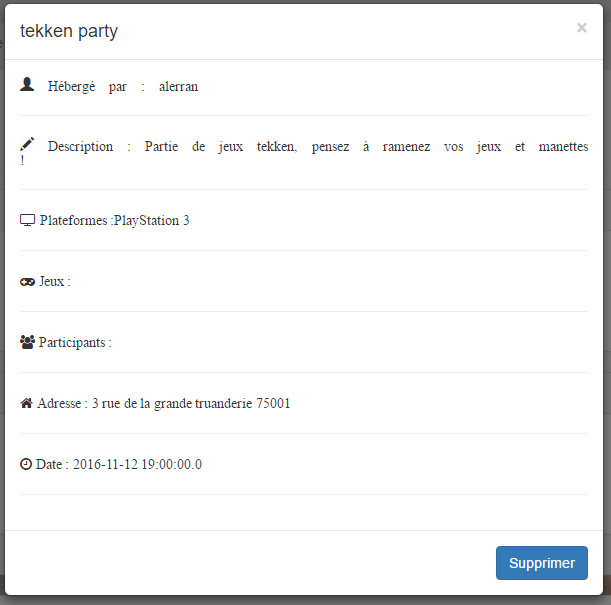 tekken party
×
Hébergé par : alerran
Description : Partie de jeux tekken, pensez à ramenez vos jeux et manettes
!
Plateformes :PlayStation 3
Jeux :
Participants :
Adresse : 3 rue de la grande truanderie 75001
Date : 2016-11-12 19:00:00.0
Supprimer